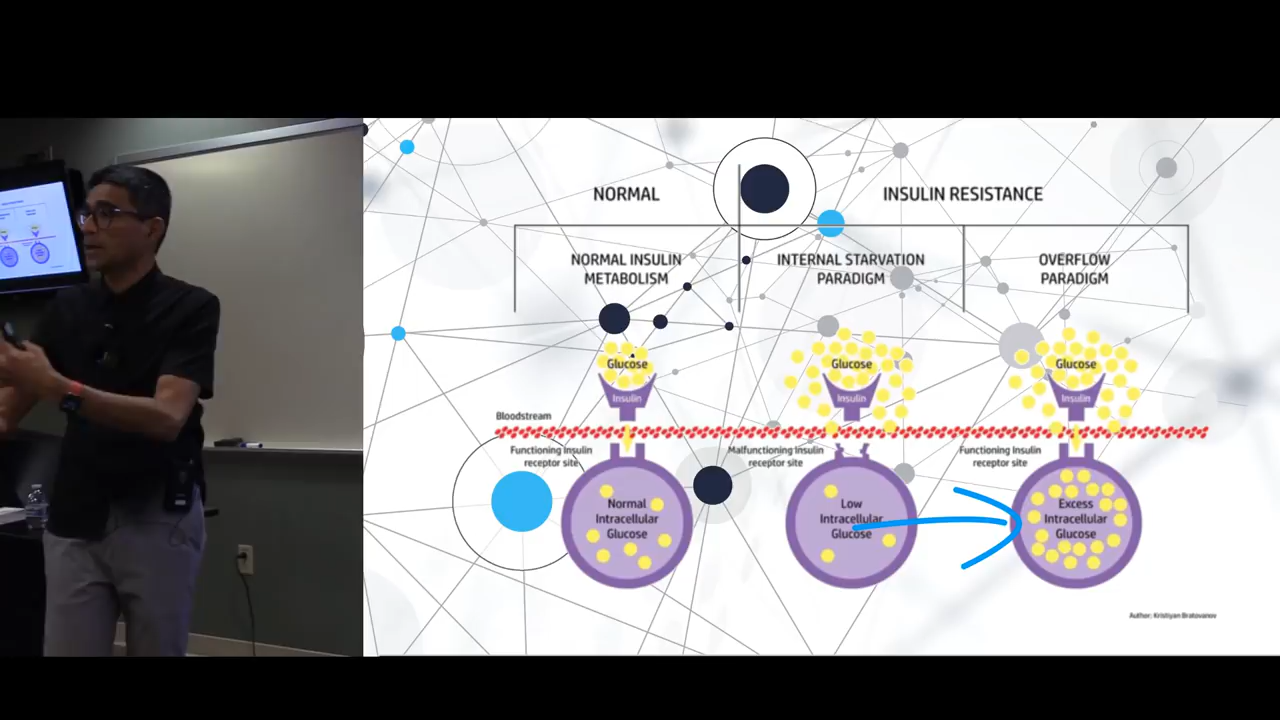 NORMAL
INSULIN RESISTANCE
NORMAL INSULIN
METABOLISM
INTERNAL STARVATION
PARADIGM
OVERFLOW
PARADIGM
Glucose
Glucose
Glucose
Insulin
Insulin
Insulin
Bloodstream
Functioning Insulin
receptor site
Malfunctioning Insulin
receptor site
Functioning Insulin
receptor site
Normal
Intracellular
Glucose
Low
Intracellular
Glucose
Excess
Intracellular
Glucose
Author: Kristiyan Bratovanov